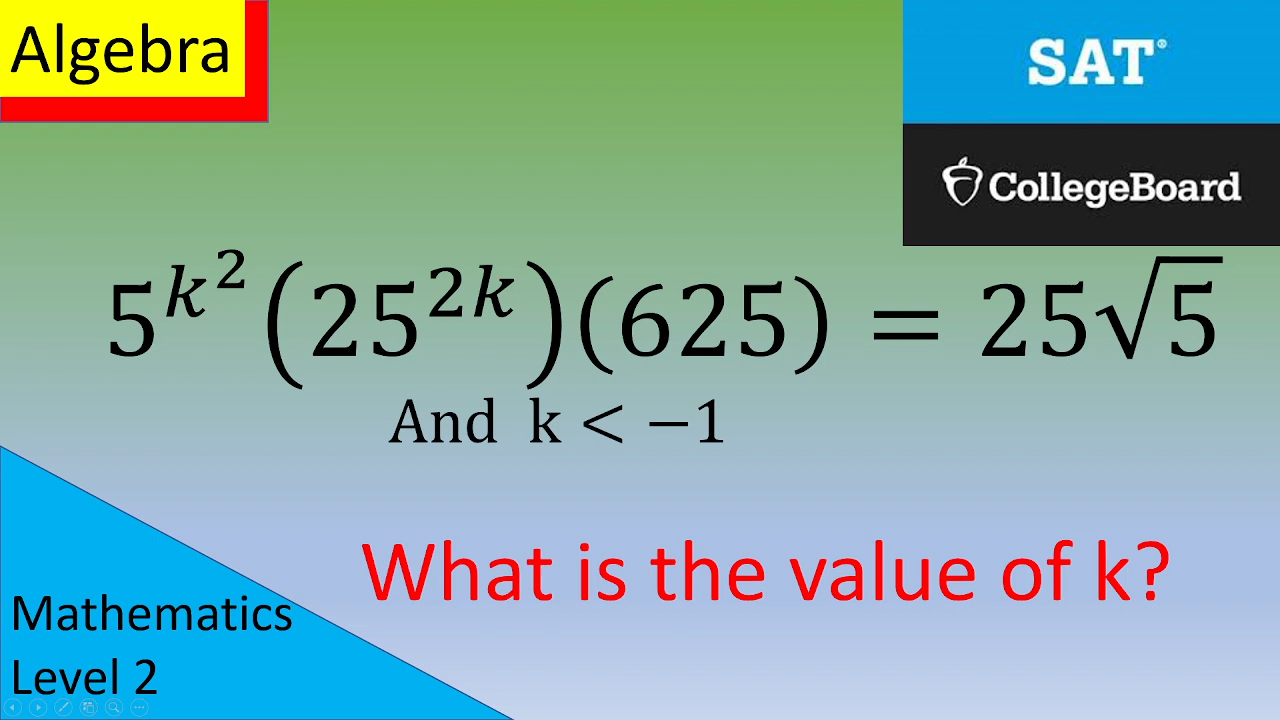 Algebra
SAT®
CollegeBoard
5^{k^2}(25^{2k})(625) = 25√5
And k < −1
What is the value of k?
Mathematics
Level 2